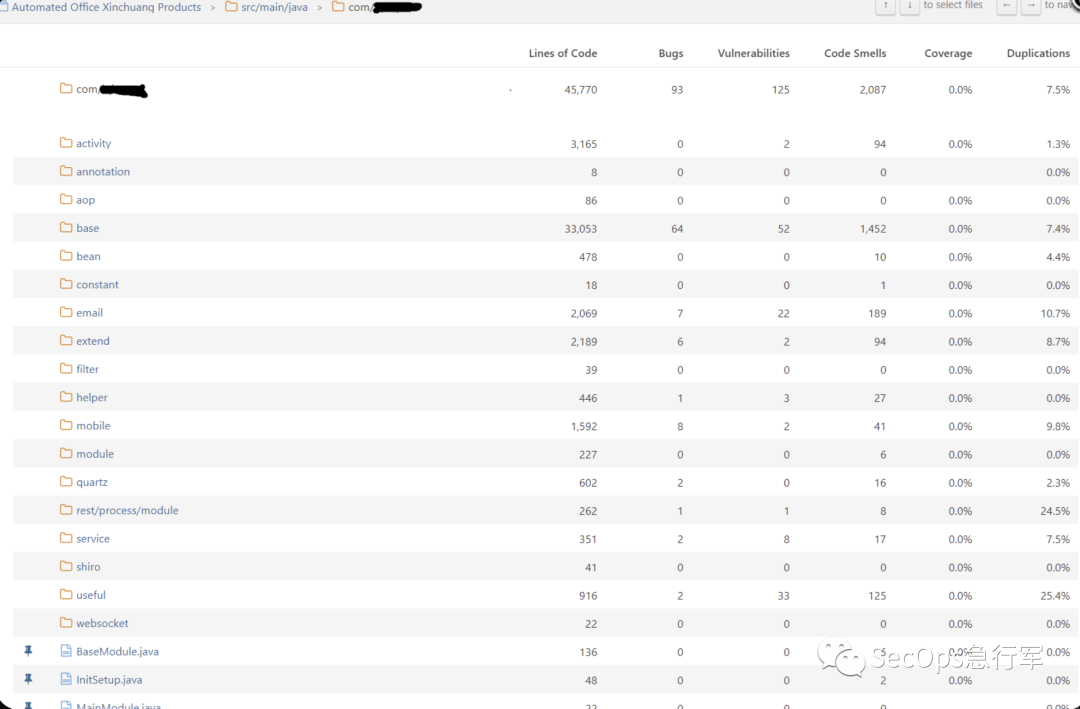 Automated Office Xinchuang Products > src/main/java > com/ ↑ ↓ to select files ← → to nav
Lines of Code Bugs Vulnerabilities Code Smells Coverage Duplications
com/ 45,770 93 125 2,087 0.0% 7.5%
activity 3,165 0 2 94 0.0% 1.3%
annotation 8 0 0 0 0.0%
aop 86 0 0 0 0.0% 0.0%
base 33,053 64 52 1,452 0.0% 7.4%
bean 478 0 0 10 0.0% 4.4%
constant 18 0 0 1 0.0% 0.0%
email 2,069 7 22 189 0.0% 10.7%
extend 2,189 6 2 94 0.0% 8.7%
filter 39 0 0 0 0.0% 0.0%
helper 446 1 3 27 0.0% 0.0%
mobile 1,592 8 2 41 0.0% 9.8%
module 227 0 0 6 0.0% 0.0%
quartz 602 2 0 16 0.0% 2.3%
rest/process/module 262 1 1 8 0.0% 24.5%
service 351 2 8 17 0.0% 7.5%
shiro 41 0 0 0 0.0% 0.0%
useful 916 2 33 125 0.0% 25.4%
websocket 22 0 0 0 0.0% 0.0%
BaseModule.java 136 0 0 5 0.0% 0.0%
SecOps急行军
InitSetup.java 48 0 0 2 0.0% 0.0%
MainModule.java 22 0 0 0 0.0% 0.0%